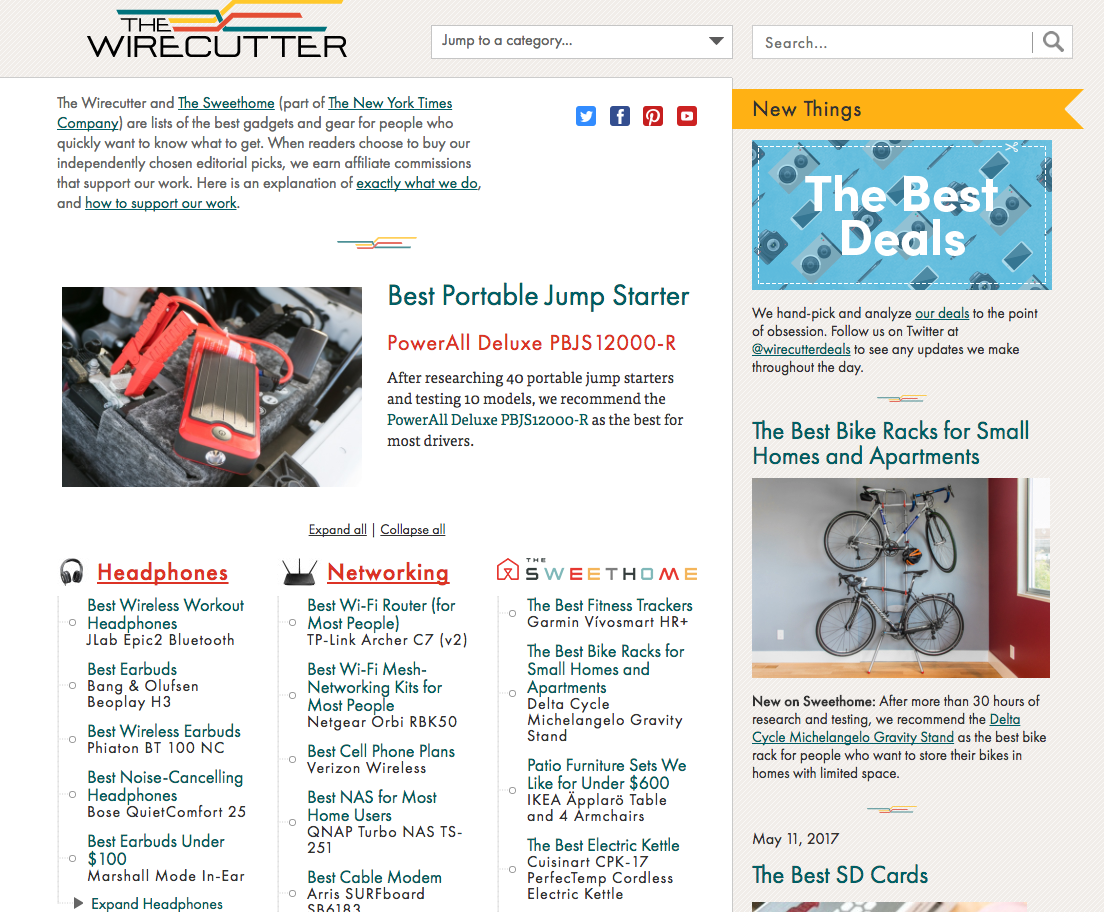 THE
WIRECUTTER
Jump to a category...
Search...
The Wirecutter and The Sweethome (part of The New York Times
Company) are lists of the best gadgets and gear for people who
quickly want to know what to get. When readers choose to buy our
independently chosen editorial picks, we earn affiliate commissions
that support our work. Here is an explanation of exactly what we do,
and how to support our work.
Best Portable Jump Starter
PowerAll Deluxe PBJS12000-R
After researching 40 portable jump starters
and testing 10 models, we recommend the
PowerAll Deluxe PBJS12000-R as the best for
most drivers.
Expand all | Collapse all
Headphones
Best Wireless Workout
Headphones
JLab Epic2 Bluetooth
Best Earbuds
Bang & Olufsen
Beoplay H3
Best Wireless Earbuds
Phiaton BT 100 NC
Best Noise-Cancelling
Headphones
Bose QuietComfort 25
Best Earbuds Under
$100
Marshall Mode In-Ear
Expand Headphones
Networking
Best Wi-Fi Router (for
Most People)
TP-Link Archer C7 (v2)
Best Wi-Fi Mesh-
Networking Kits for
Most People
Netgear Orbi RBK50
Best Cell Phone Plans
Verizon Wireless
Best NAS for Most
Home Users
QNAP Turbo NAS TS-
251
Best Cable Modem
Arris SURFboard
SB6183
THE
SWEETHOME
The Best Fitness Trackers
Garmin Vívosmart HR+
The Best Bike Racks for
Small Homes and
Apartments
Delta Cycle
Michelangelo Gravity
Stand
Patio Furniture Sets We
Like for Under $600
IKEA Äpplarö Table
and 4 Armchairs
The Best Electric Kettle
Cuisinart CPK-17
PerfecTemp Cordless
Electric Kettle
New Things
The Best
Deals
We hand-pick and analyze our deals to the point
of obsession. Follow us on Twitter at
@wirecutterdeals to see any updates we make
throughout the day.
The Best Bike Racks for Small
Homes and Apartments
New on Sweethome: After more than 30 hours of
research and testing, we recommend the Delta
Cycle Michelangelo Gravity Stand as the best bike
rack for people who want to store their bikes in
homes with limited space.
May 11, 2017
The Best SD Cards